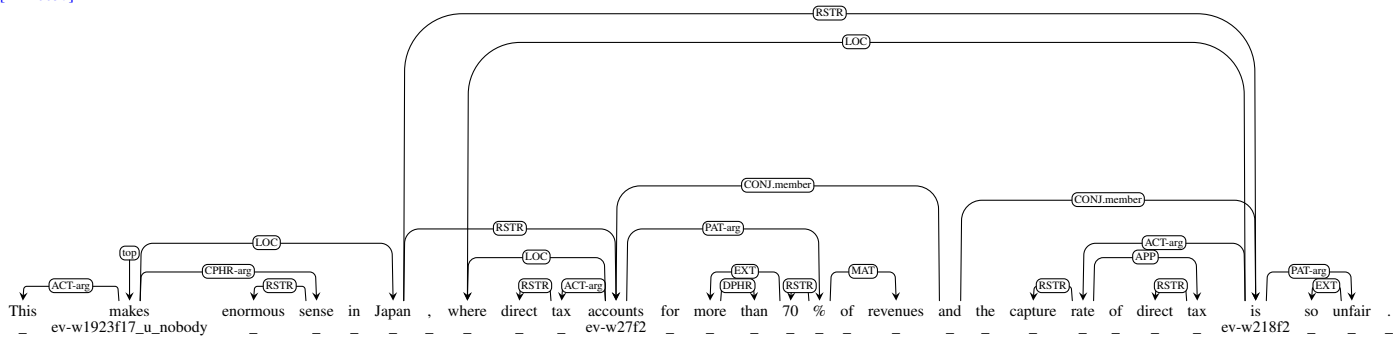 RSTR
LOC
CONJ.member
CONJ.member
RSTR PAT-arg
top LOC LOC ACT-arg
APP
CPHR-arg EXT MAT PAT-arg
ACT-arg RSTR RSTR ACT-arg DPHR RSTR RSTR RSTR EXT
This makes enormous sense in Japan , where direct tax accounts for more than 70 % of revenues and the capture rate of direct tax is so unfair .
_ ev-w1923f17_u_nobody _ _ _ _ _ _ _ _ ev-w27f2 _ _ _ _ _ _ _ _ _ _ _ _ _ _ ev-w218f2 _ _ _